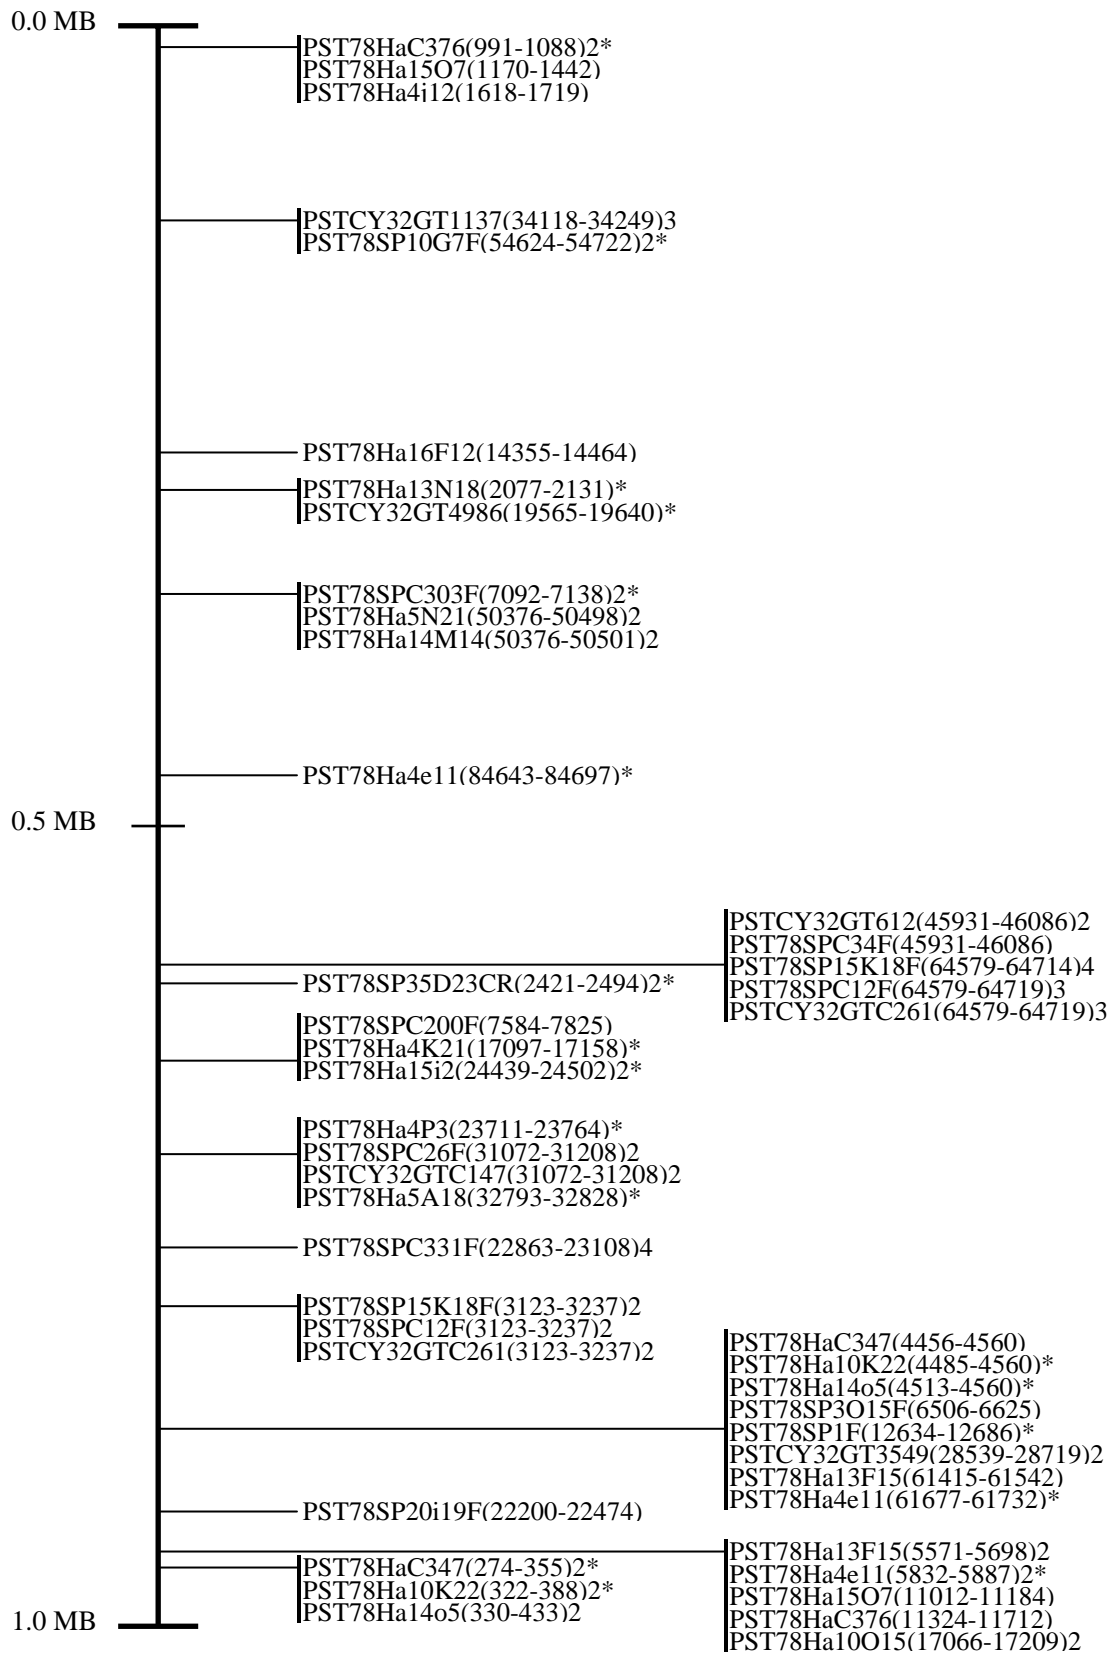 0.0 MB
PST78HaC376(991-1088)2*
PST78Ha15O7(1170-1442)
PST78Ha4j12(1618-1719)
PSTCY32GT1137(34118-34249)3
PST78SP10G7F(54624-54722)2*
PST78Ha16F12(14355-14464)
PST78Ha13N18(2077-2131)*
PSTCY32GT4986(19565-19640)*
PST78SPC303F(7092-7138)2*
PST78Ha5N21(50376-50498)2
PST78Ha14M14(50376-50501)2
PST78Ha4e11(84643-84697)*
0.5 MB
PSTCY32GT612(45931-46086)2
PST78SPC34F(45931-46086)
PST78SP15K18F(64579-64714)4
PST78SPC12F(64579-64719)3
PSTCY32GTC261(64579-64719)3
PST78SP35D23CR(2421-2494)2*
PST78SPC200F(7584-7825)
PST78Ha4K21(17097-17158)*
PST78Ha15i2(24439-24502)2*
PST78Ha4P3(23711-23764)*
PST78SPC26F(31072-31208)2
PSTCY32GTC147(31072-31208)2
PST78Ha5A18(32793-32828)*
PST78SPC331F(22863-23108)4
PST78SP15K18F(3123-3237)2
PST78SPC12F(3123-3237)2
PSTCY32GTC261(3123-3237)2
PST78HaC347(4456-4560)
PST78Ha10K22(4485-4560)*
PST78Ha14o5(4513-4560)*
PST78SP3O15F(6506-6625)
PST78SP1F(12634-12686)*
PSTCY32GT3549(28539-28719)2
PST78Ha13F15(61415-61542)
PST78Ha4e11(61677-61732)*
PST78SP20i19F(22200-22474)
PST78Ha13F15(5571-5698)2
PST78Ha4e11(5832-5887)2*
PST78Ha15O7(11012-11184)
PST78HaC376(11324-11712)
PST78Ha10O15(17066-17209)2
PST78HaC347(274-355)2*
PST78Ha10K22(322-388)2*
PST78Ha14o5(330-433)2
1.0 MB